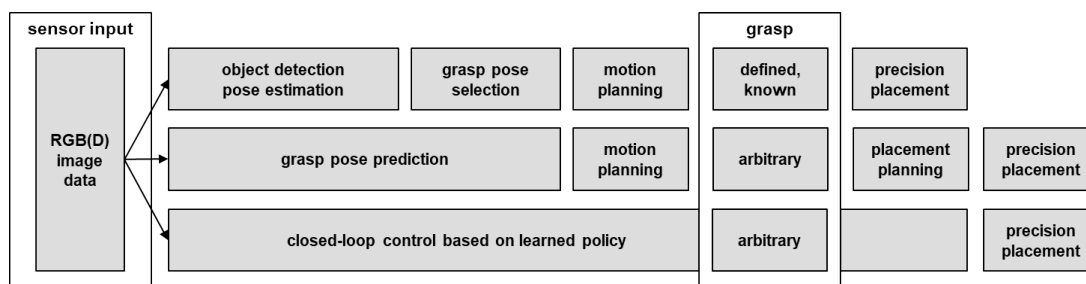 sensor input
grasp
RGB(D)
image
data
object detection
pose estimation
grasp pose
selection
motion
planning
defined,
known
precision
placement
grasp pose prediction
motion
planning
arbitrary
placement
planning
precision
placement
closed-loop control based on learned policy
arbitrary
precision
placement